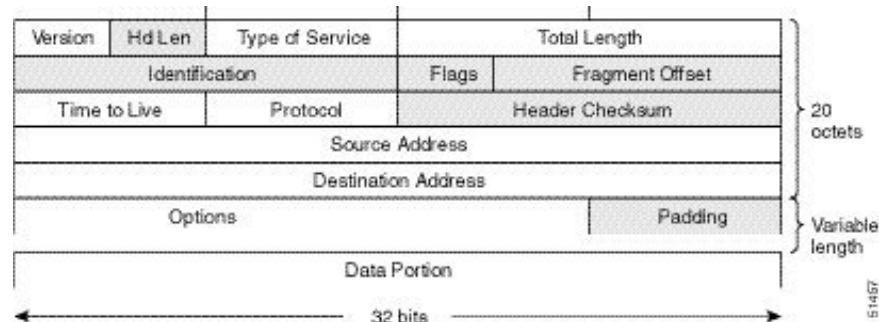 Version Hd Len Type of Service Total Length
Identification Flags Fragment Offset
Time to Live Protocol Header Checksum
Source Address
Destination Address
Options Padding
Data Portion
32 bits
20
octets
Variable
length
51457